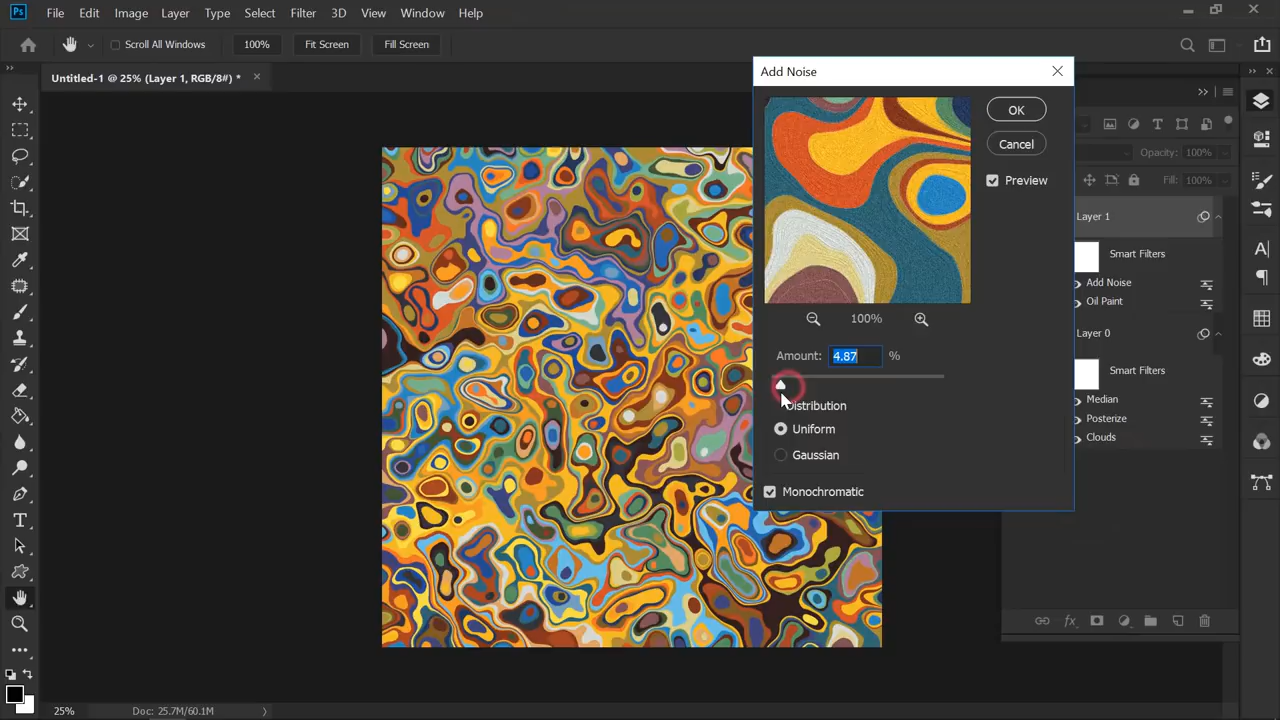 Ps File Edit Image Layer Type Select Filter 3D View Window Help
Scroll All Windows 100% Fit Screen Fill Screen
Untitled-1 @ 25% (Layer 1, RGB/8#) * ×
Add Noise
OK
Cancel
Preview
100%
Amount: 4.87 %
Distribution
Uniform
Gaussian
Monochromatic
Opacity: 100%
Fill: 100%
Layer 1
Smart Filters
Add Noise
Oil Paint
Layer 0
Smart Filters
Median
Posterize
Clouds
25% Doc: 25.7M/60.1M